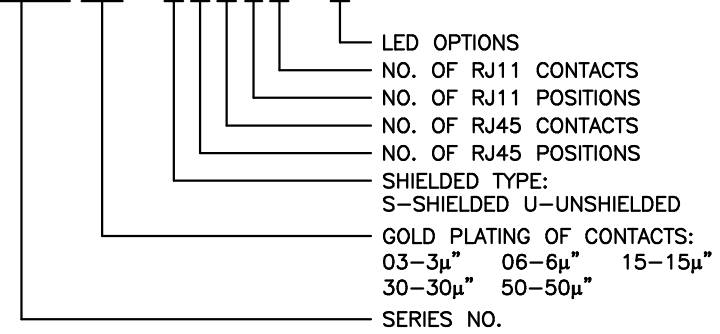 LED OPTIONS
NO. OF RJ11 CONTACTS
NO. OF RJ11 POSITIONS
NO. OF RJ45 CONTACTS
NO. OF RJ45 POSITIONS
SHIELDED TYPE:
S-SHIELDED U-UNSHIELDED
GOLD PLATING OF CONTACTS:
03-3µ" 06-6µ" 15-15µ"
30-30µ" 50-50µ"
SERIES NO.